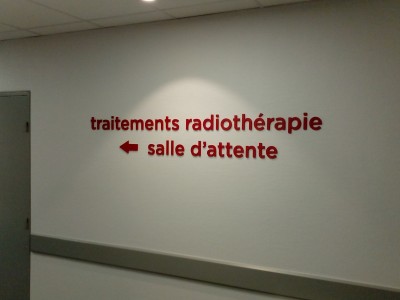 traitements radiothérapie
← salle d'attente